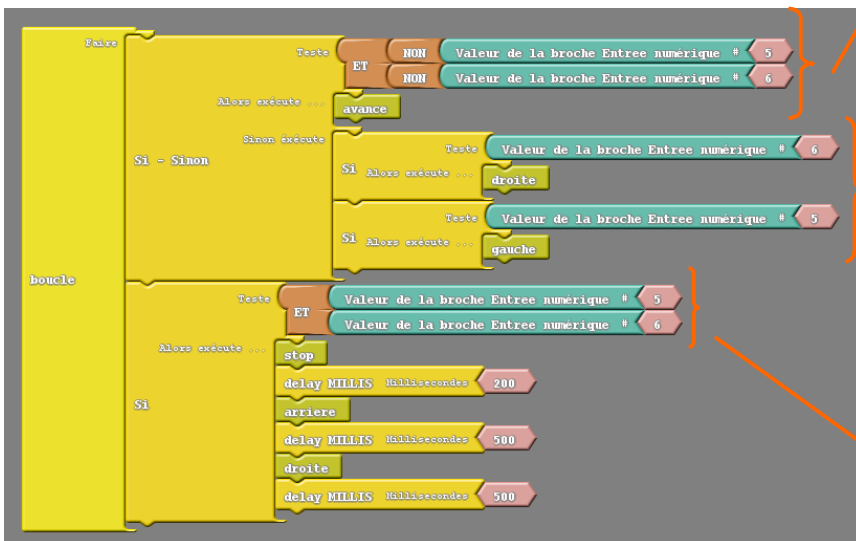 Faire
Teste
ET
NON
Valeur de la broche Entree numérique # 5
NON
Valeur de la broche Entree numérique # 6
Alors exécute ...
avance
Si - Sinon
Sinon éxécute
Si
Teste
Valeur de la broche Entree numérique # 6
Alors exécute ...
droite
Si
Teste
Valeur de la broche Entree numérique # 5
Alors exécute ...
gauche
boucle
Teste
ET
Valeur de la broche Entree numérique # 5
Valeur de la broche Entree numérique # 6
Alors exécute ...
stop
delay MILLIS Millisecondes 200
Si
arriere
delay MILLIS Millisecondes 500
droite
delay MILLIS Millisecondes 500